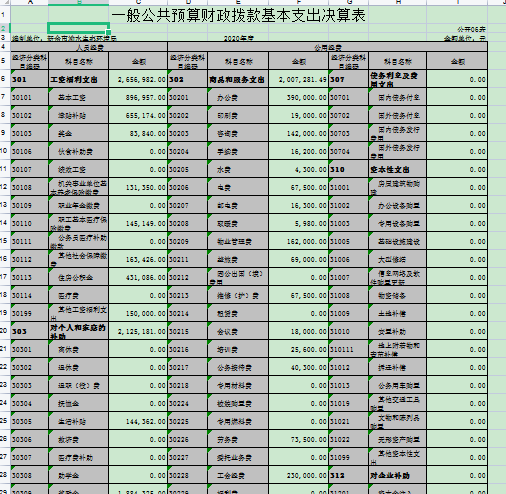 一般公共预算财政拨款基本支出决算表
公开06表
2020年度 金额单位：元
人员经费 公用经费
经济分类科目编码 科目名称 金额 经济分类科目编码 科目名称 金额 经济分类科目编码 科目名称 金额
301 工资福利支出 2,656,982.00 302 商品和服务支出 2,007,281.49 307 债务利息及费用支出 0.00
30101 基本工资 896,957.00 30201 办公费 390,000.00 30701 国内债务付息 0.00
30102 津贴补贴 655,174.00 30202 印刷费 19,000.00 30702 国外债务付息 0.00
30103 奖金 83,840.00 30203 咨询费 142,000.00 30703 国内债务发行费用 0.00
30106 伙食补助费 0.00 30204 手续费 16,200.00 30704 国外债务发行费用 0.00
30107 绩效工资 0.00 30205 水费 4,300.00 310 资本性支出 0.00
30108 机关事业单位基本养老保险缴费 131,350.00 30206 电费 67,500.00 31001 房屋建筑物购建 0.00
30109 职业年金缴费 0.00 30207 邮电费 16,300.00 31002 办公设备购置 0.00
30110 职工基本医疗保险缴费 145,149.00 30208 取暖费 5,980.00 31003 专用设备购置 0.00
30111 公务员医疗补助缴费 0.00 30209 物业管理费 162,000.00 31005 基础设施建设 0.00
30112 其他社会保障缴费 163,426.00 30211 差旅费 69,000.00 31006 大型修缮 0.00
30113 住房公积金 431,086.00 30212 因公出国（境）费用 0.00 31007 信息网络及软件购置更新 0.00
30114 医疗费 0.00 30213 维修（护）费 67,500.00 31008 物资储备 0.00
30199 其他工资福利支出 150,000.00 30214 租赁费 0.00 31009 土地补偿 0.00
303 对个人和家庭的补助 2,125,181.00 30215 会议费 18,000.00 31010 安置补助 0.00
30301 离休费 0.00 30216 培训费 25,600.00 310111 地上附着物和青苗补偿 0.00
30302 退休费 0.00 30217 公务接待费 40,300.00 31012 拆迁补偿 0.00
30303 退职（役）费 0.00 30218 专用材料费 0.00 31013 公务用车购置 0.00
30304 抚恤金 0.00 30224 被装购置费 0.00 31019 其他交通工具购置 0.00
30305 生活补贴 144,362.00 30225 专用燃料费 0.00 31021 文物和陈列品购置 0.00
30306 救济费 0.00 30226 劳务费 73,500.00 31022 无形资产购置 0.00
30307 医疗费补助 0.00 30227 委托业务费 0.00 31099 其他资本性支出 0.00
30308 助学金 0.00 30228 工会经费 230,000.00 312 对企业补助 0.00